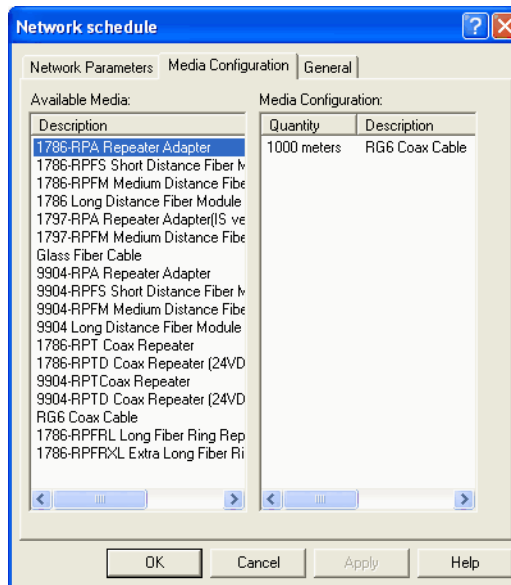 Network schedule
Network Parameters Media Configuration General
Available Media:
Description
1786-RPA Repeater Adapter
1786-RPFS Short Distance Fiber M
1786-RPFM Medium Distance Fibe
1786 Long Distance Fiber Module
1797-RPA Repeater Adapter(IS ve
1797-RPFM Medium Distance Fibe
Glass Fiber Cable
9904-RPA Repeater Adapter
9904-RPFS Short Distance Fiber M
9904-RPFM Medium Distance Fibe
9904 Long Distance Fiber Module
1786-RPT Coax Repeater
1786-RPTD Coax Repeater (24VD
9904-RPTCoax Repeater
9904-RPTD Coax Repeater (24VD
RG6 Coax Cable
1786-RPFRL Long Fiber Ring Rep
1786-RPFRXL Extra Long Fiber Ri
Media Configuration:
Quantity Description
1000 meters RG6 Coax Cable
OK Cancel Apply Help